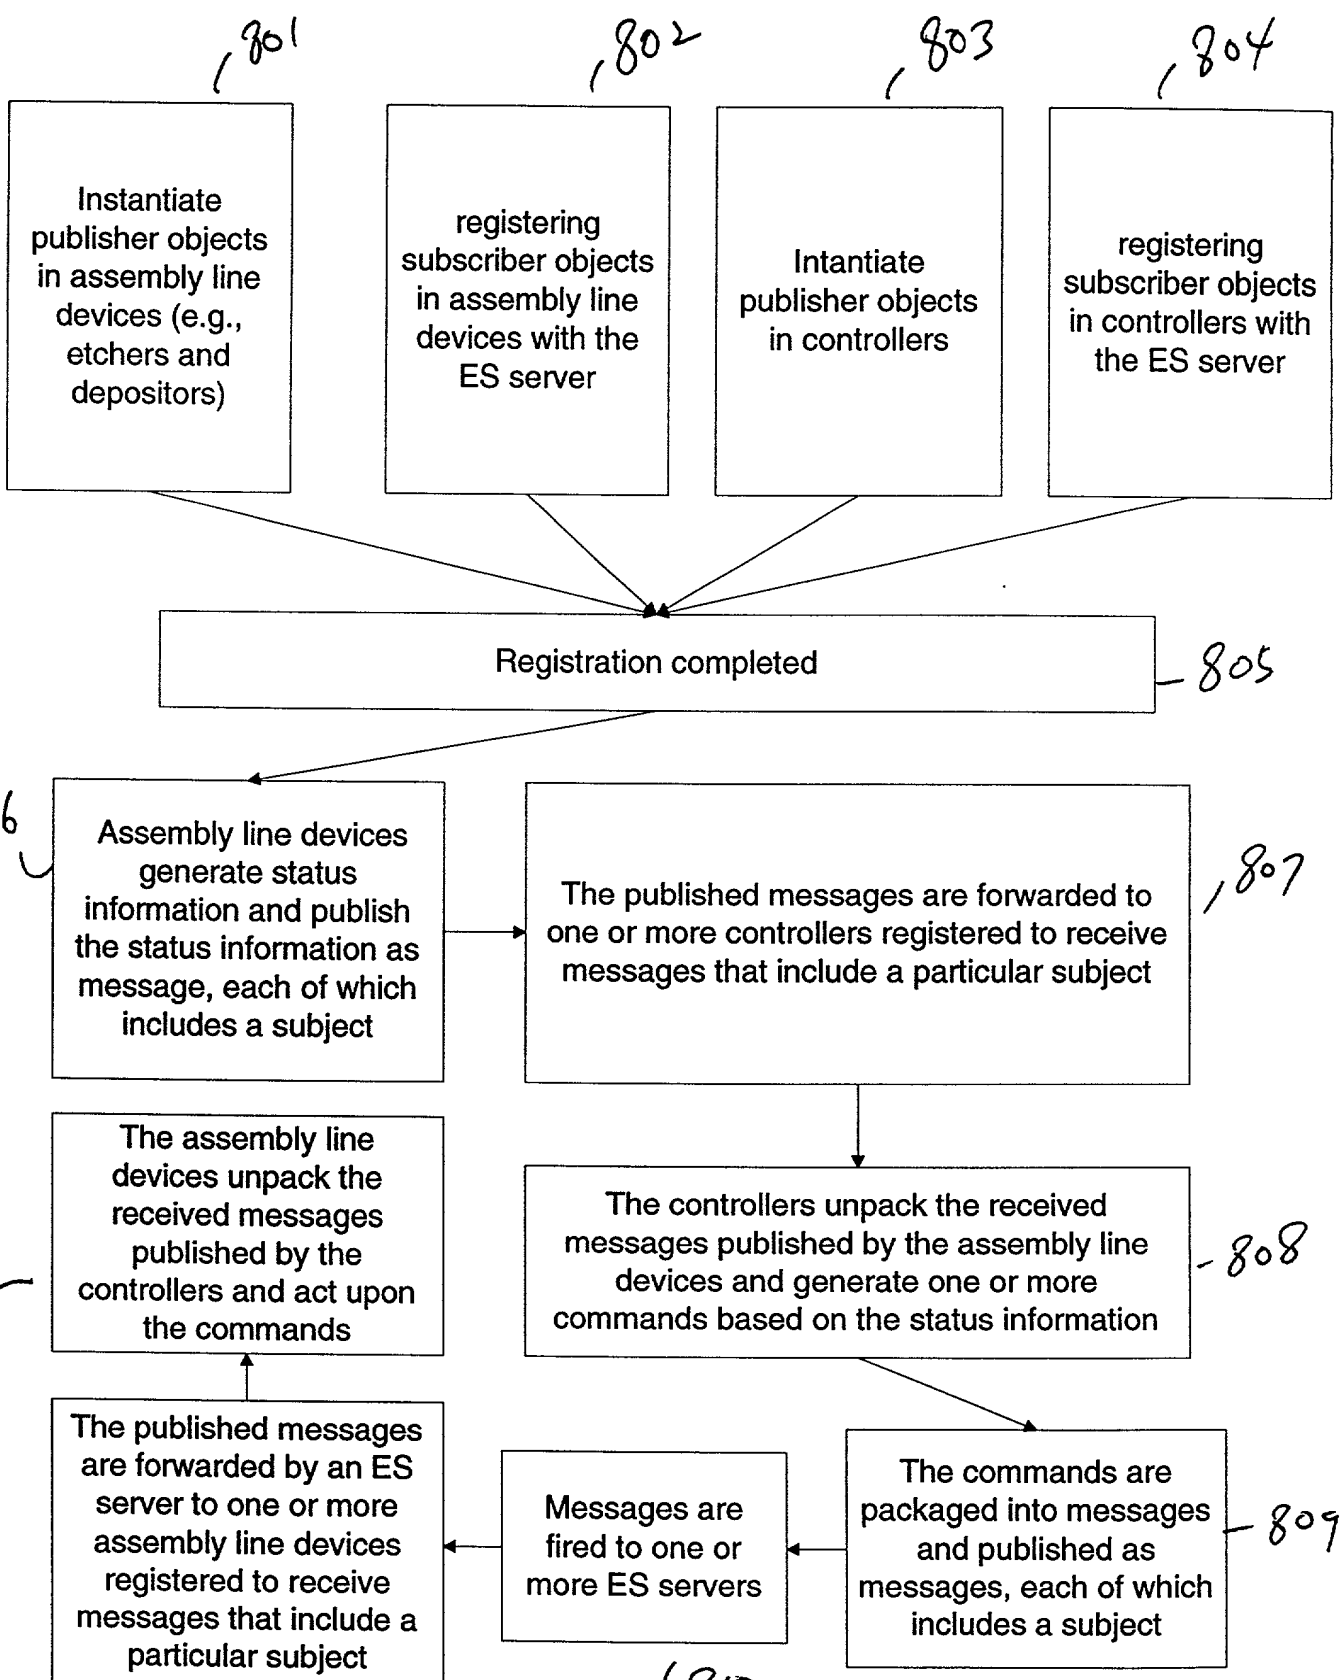 801
802
803
804
Instantiate
publisher objects
in assembly line
devices (e.g.,
etchers and
depositors)
registering
subscriber objects
in assembly line
devices with the
ES server
Intantiate
publisher objects
in controllers
registering
subscriber objects
in controllers with
the ES server
Registration completed
805
6
Assembly line devices
generate status
information and publish
the status information as
message, each of which
includes a subject
The published messages are forwarded to
one or more controllers registered to receive
messages that include a particular subject
807
The controllers unpack the received
messages published by the assembly line
devices and generate one or more
commands based on the status information
808
The commands are
packaged into messages
and published as
messages, each of which
includes a subject
809
Messages are
fired to one or
more ES servers
The published messages
are forwarded by an ES
server to one or more
assembly line devices
registered to receive
messages that include a
particular subject
The assembly line
devices unpack the
received messages
published by the
controllers and act upon
the commands